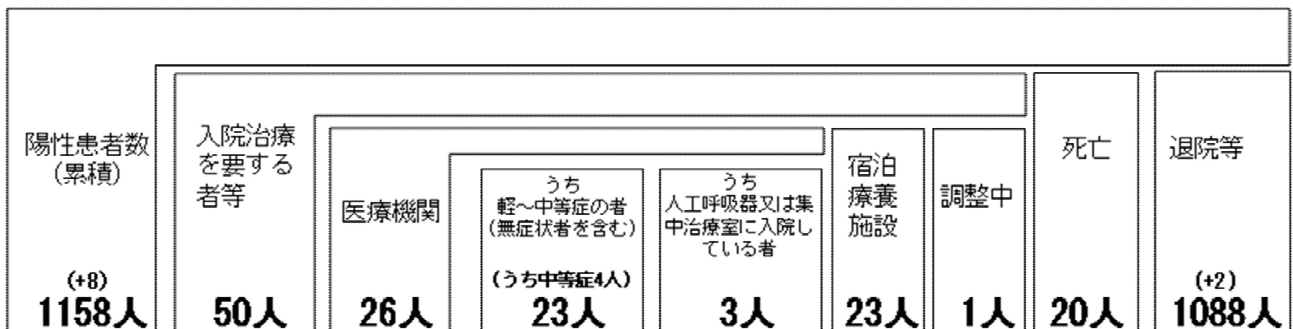 陽性患者数
(累積)
(+8)
1158人
入院治療
を要する
者等
50人
医療機関
26人
うち
軽～中等症の者
(無症状者を含む)
(うち中等症4人)
23人
うち
人工呼吸器又は集
中治療室に入院し
ている者
3人
宿泊
療養
施設
23人
調整中
1人
死亡
20人
退院等
(+2)
1088人